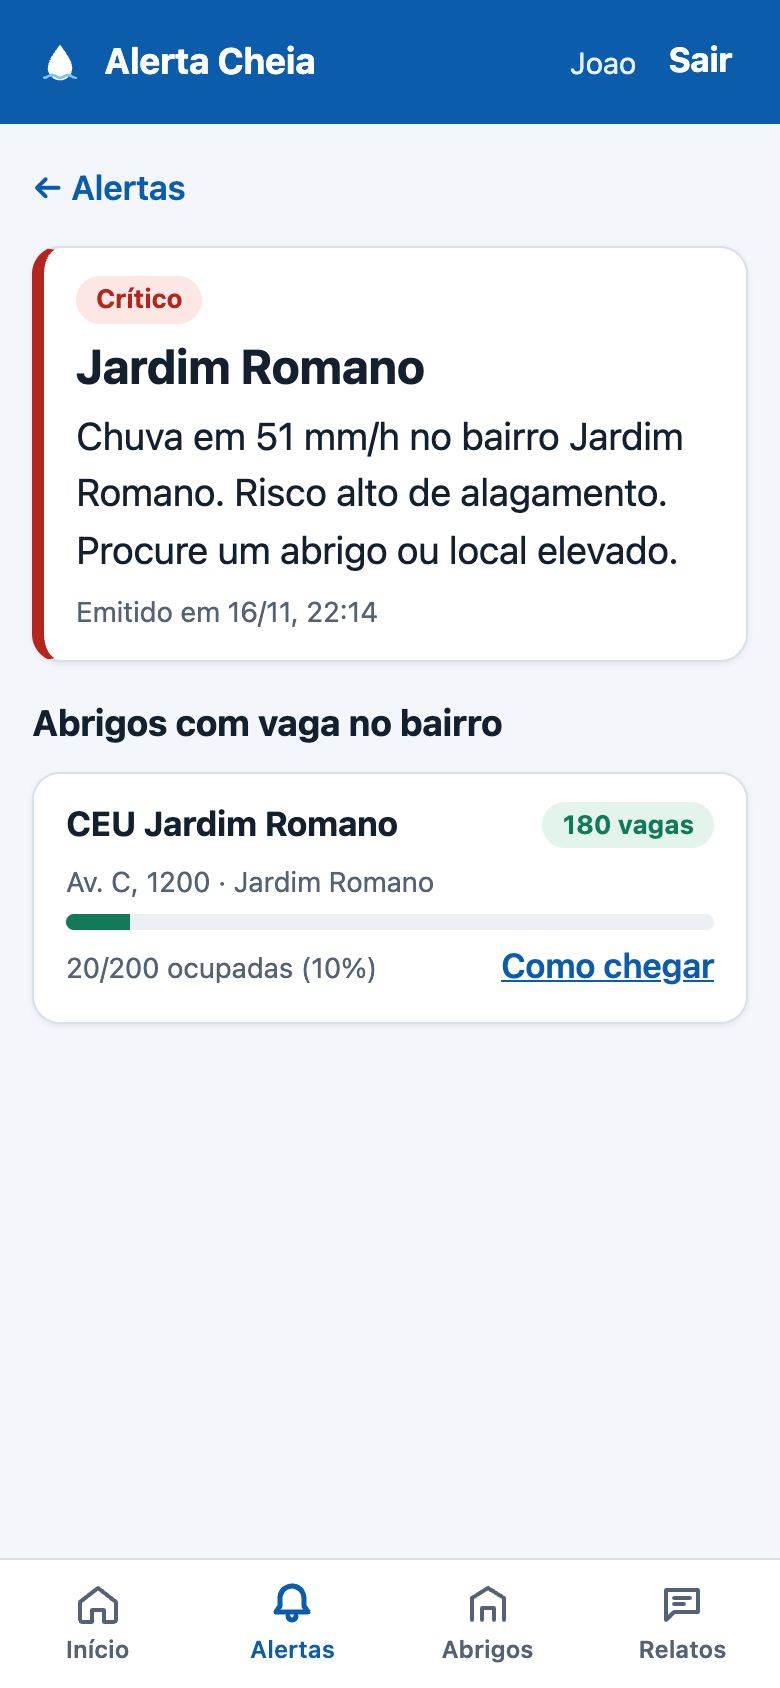 Alerta Cheia
Joao
Sair
← Alertas
Crítico
Jardim Romano
Chuva em 51 mm/h no bairro Jardim
Romano. Risco alto de alagamento.
Procure um abrigo ou local elevado.
Emitido em 16/11, 22:14
Abrigos com vaga no bairro
CEU Jardim Romano
180 vagas
Av. C, 1200 · Jardim Romano
20/200 ocupadas (10%)
Como chegar
Início
Alertas
Abrigos
Relatos